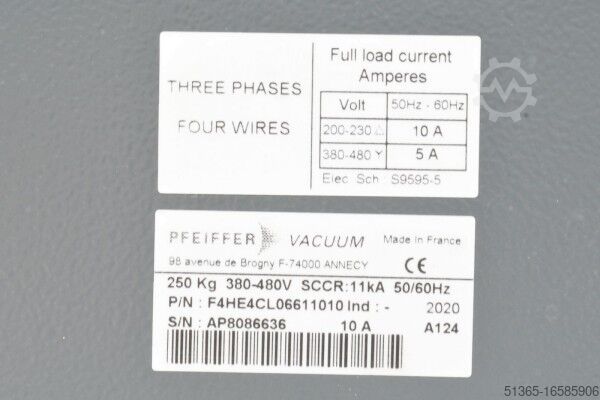 THREE PHASES
FOUR WIRES
Full load current
Amperes
Volt 50Hz - 60Hz
200-230 △ 10 A
380-480 Y 5 A
Elec Sch S9595-5
PFEIFFER VACUUM Made in France
98 avenue de Brogny F-74000 ANNECY CE
250 Kg 380-480V SCCR:11kA 50/60Hz
P/N : F4HE4CL06611010 Ind : - 2020
S/N : AP8086636 10 A A124
51365-16585906